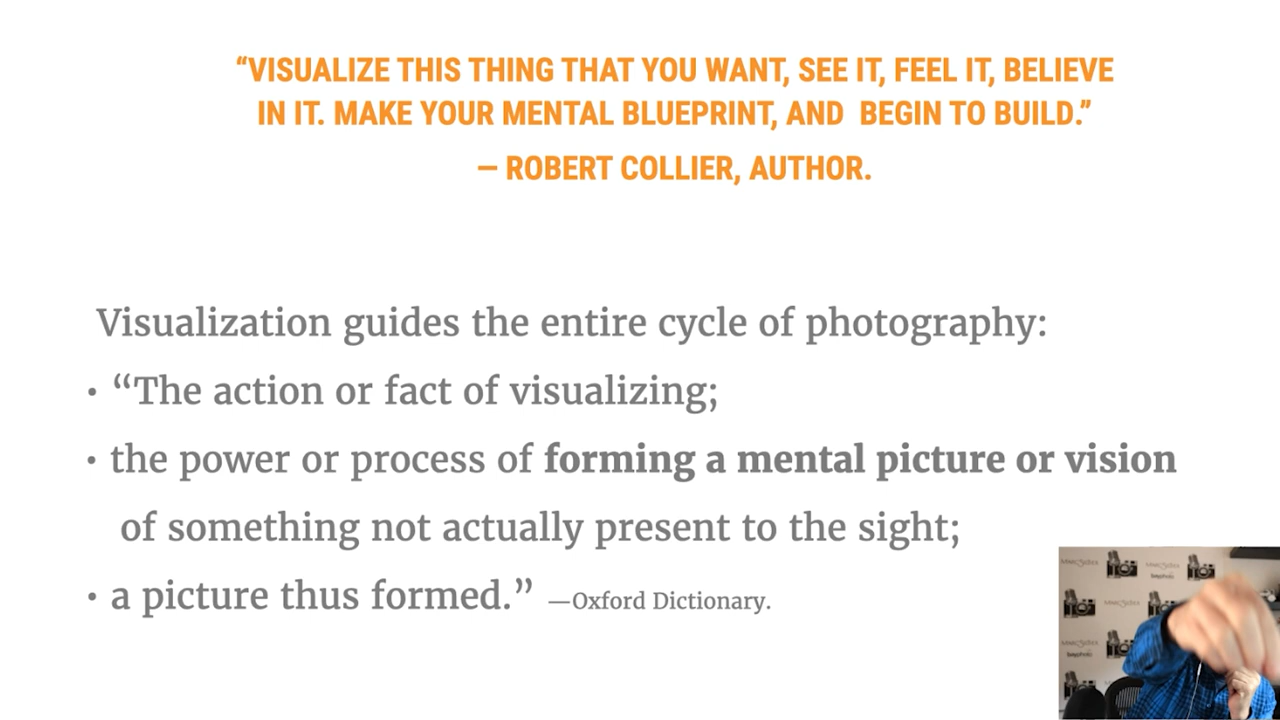 “VISUALIZE THIS THING THAT YOU WANT, SEE IT, FEEL IT, BELIEVE
IN IT. MAKE YOUR MENTAL BLUEPRINT, AND  BEGIN TO BUILD.”
– ROBERT COLLIER, AUTHOR.
Visualization guides the entire cycle of photography:
• “The action or fact of visualizing;
• the power or process of forming a mental picture or vision
of something not actually present to the sight;
• a picture thus formed.” —Oxford Dictionary.